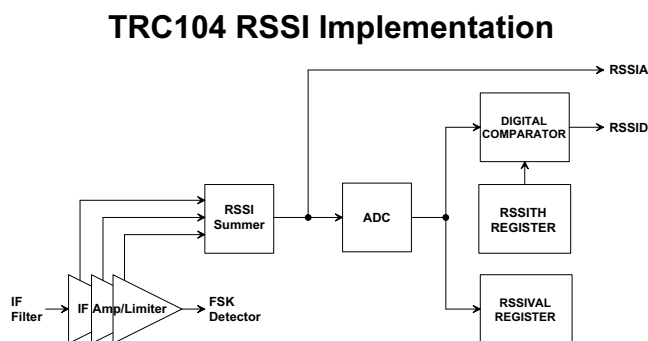 TRC104 RSSI Implementation
RSSIA
DIGITAL
COMPARATOR
RSSID
RSSI
Summer
ADC
RSSITH
REGISTER
IF
Filter
IF Amp/Limiter
FSK
Detector
RSSIVAL
REGISTER